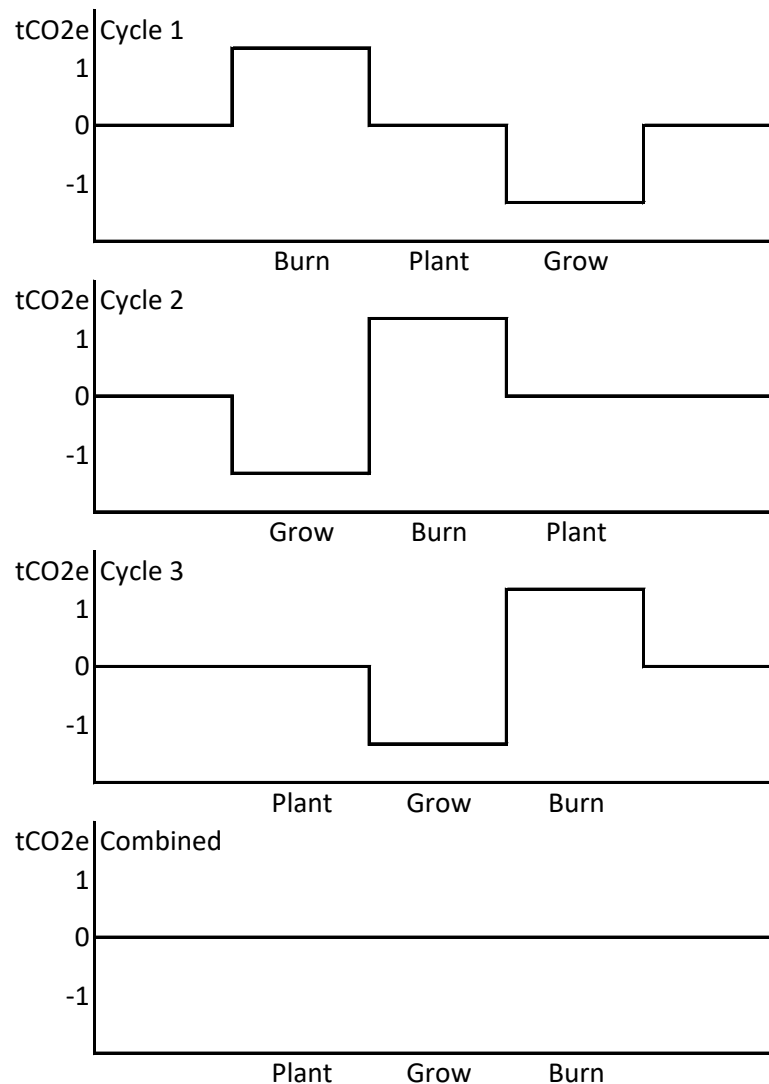 tCO2e Cycle 1
1
0
-1
Burn Plant Grow
tCO2e Cycle 2
1
0
-1
Grow Burn Plant
tCO2e Cycle 3
1
0
-1
Plant Grow Burn
tCO2e Combined
1
0
-1
Plant Grow Burn